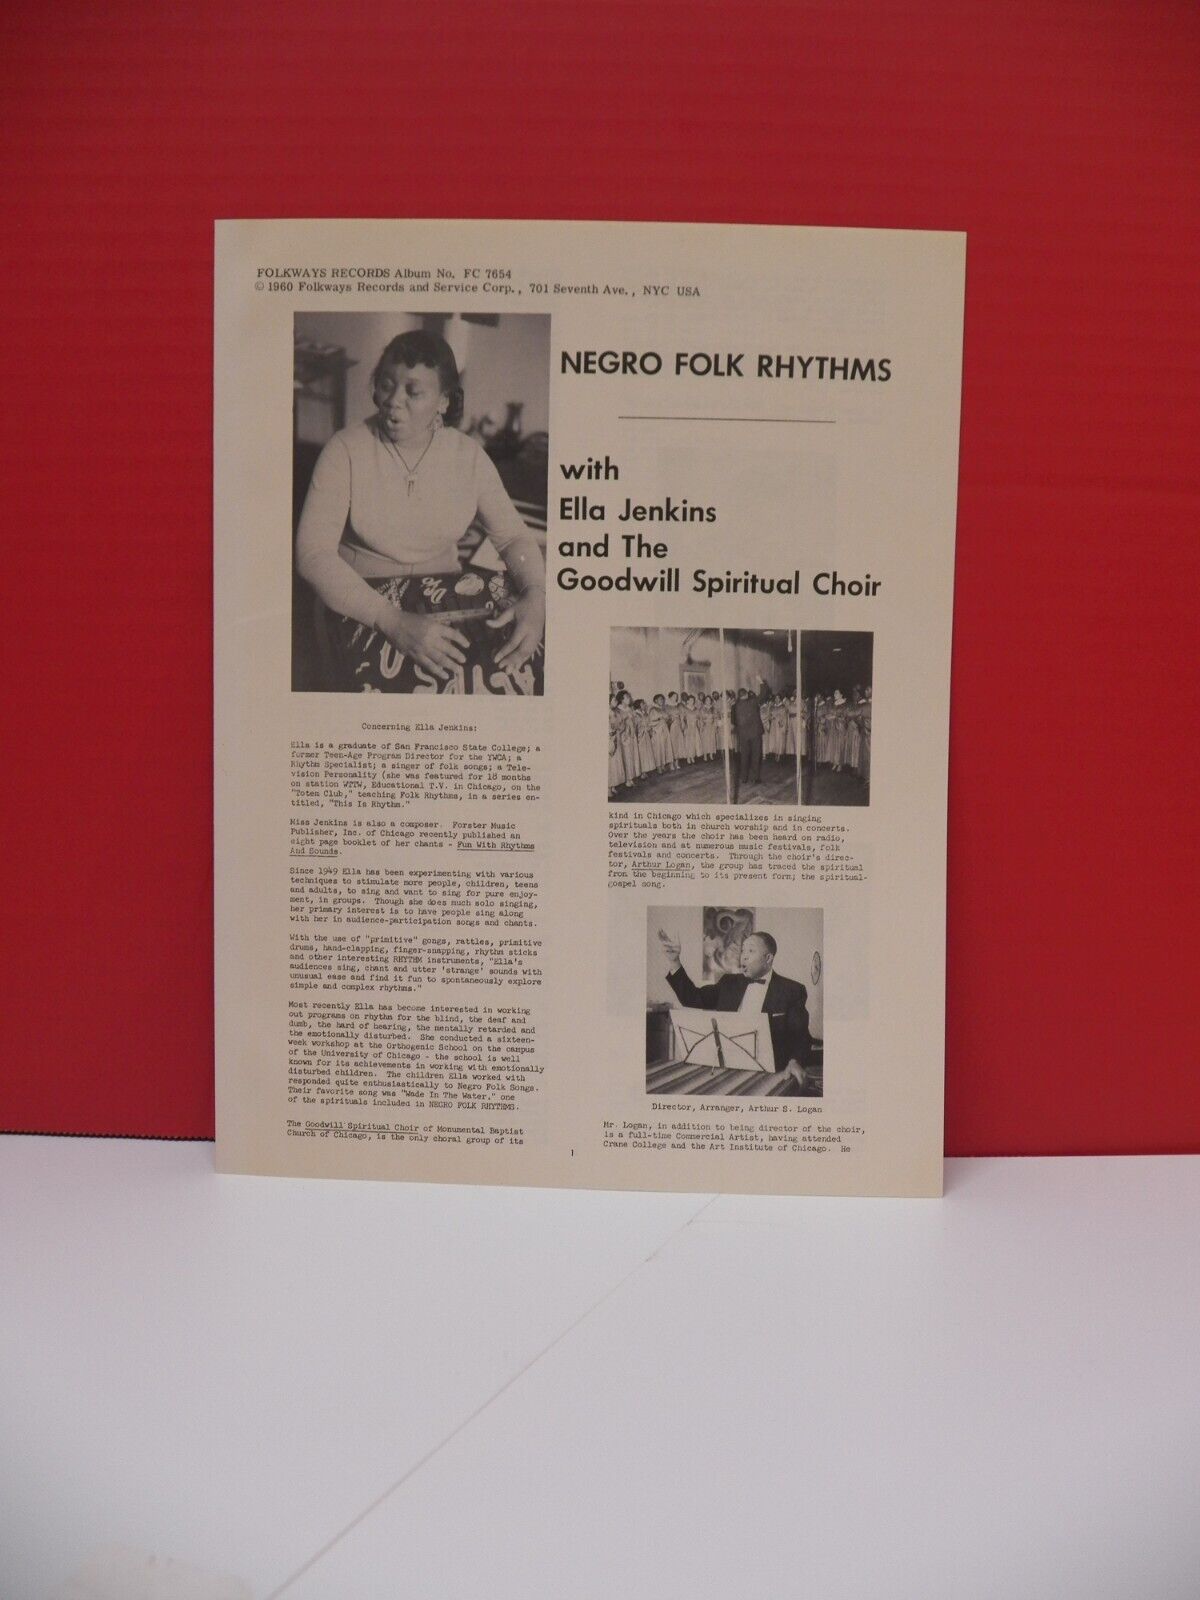 FOLKWAYS RECORDS Album No. FC 7654
© 1960 Folkways Records and Service Corp., 701 Seventh Ave., NYC USA
NEGRO FOLK RHYTHMS
with
Ella Jenkins
and The
Goodwill Spiritual Choir
Concerning Ella Jenkins:
Ella is a graduate of San Francisco State College; a
former Teen-Age Program Director for the YWCA; a
Rhythm Specialist; a singer of folk songs; a Tele-
vision Personality (she was featured for 18 months
on station WTTW, Educational T.V. in Chicago, on the
"Totem Club," teaching Folk Rhythms, in a series en-
titled, "This Is Rhythm."
Miss Jenkins is also a composer. Forster Music
Publisher, Inc. of Chicago recently published an
eight page booklet of her chants - Fun With Rhythms
And Sounds.
Since 1949 Ella has been experimenting with various
techniques to stimulate more people, children, teens
and adults, to sing and want to sing for pure enjoy-
ment, in groups. Though she does much solo singing,
her primary interest is to have people sing along
with her in audience-participation songs and chants.
With the use of "primitive" gongs, rattles, primitive
drums, hand-clapping, finger-snapping, rhythm sticks
and other interesting RHYTHM instruments, "Ella's
audiences sing, chant and utter 'strange' sounds with
unusual ease and find it fun to spontaneously explore
simple and complex rhythms."
Most recently Ella has become interested in working
out programs on rhythm for the blind, the deaf and
dumb, the hard of hearing, the mentally retarded and
the emotionally disturbed. She conducted a sixteen-
week workshop at the Orthogenic School on the campus
of the University of Chicago - the school is well
known for its achievements in working with emotionally
disturbed children. The children Ella worked with
responded quite enthusiastically to Negro Folk Songs.
Their favorite song was "Wade In The Water," one
of the spirituals included in NEGRO FOLK RHYTHMS.
The Goodwill Spiritual Choir of Monumental Baptist
Church of Chicago, is the only choral group of its
kind in Chicago which specializes in singing
spirituals both in church worship and in concerts.
Over the years the choir has been heard on radio,
television and at numerous music festivals, folk
festivals and concerts. Through the choir's direc-
tor, Arthur Logan, the group has traced the spiritual
from the beginning to its present form; the spiritual-
gospel song.
Director, Arranger, Arthur S. Logan
Mr. Logan, in addition to being director of the choir,
is a full-time Commercial Artist, having attended
Crane College and the Art Institute of Chicago. He
1